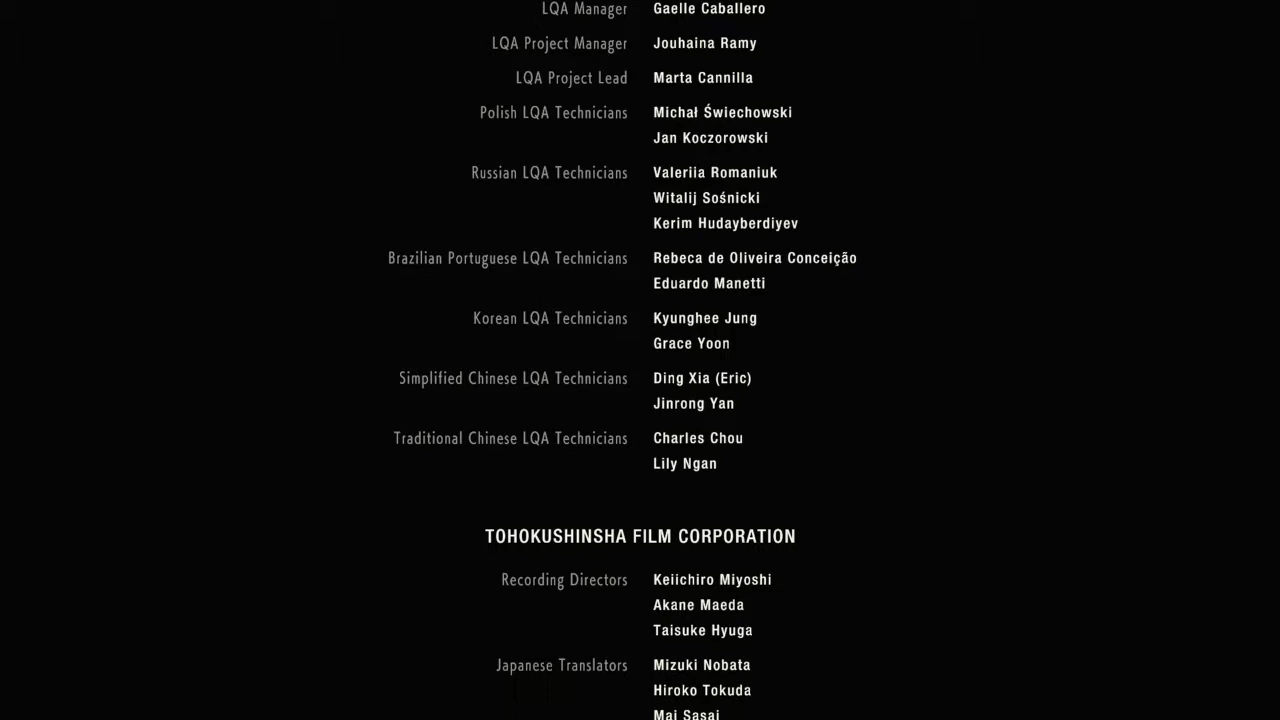 LQA Manager Gaelle Caballero
LQA Project Manager Jouhaina Ramy
LQA Project Lead Marta Cannilla
Polish LQA Technicians Michał Świechowski
Jan Koczorowski
Russian LQA Technicians Valeriia Romaniuk
Witalij Sośnicki
Kerim Hudayberdiyev
Brazilian Portuguese LQA Technicians Rebeca de Oliveira Conceição
Eduardo Manetti
Korean LQA Technicians Kyunghee Jung
Grace Yoon
Simplified Chinese LQA Technicians Ding Xia (Eric)
Jinrong Yan
Traditional Chinese LQA Technicians Charles Chou
Lily Ngan
TOHOKUSHINSHA FILM CORPORATION
Recording Directors Keiichiro Miyoshi
Akane Maeda
Taisuke Hyuga
Japanese Translators Mizuki Nobata
Hiroko Tokuda
Mai Sasai